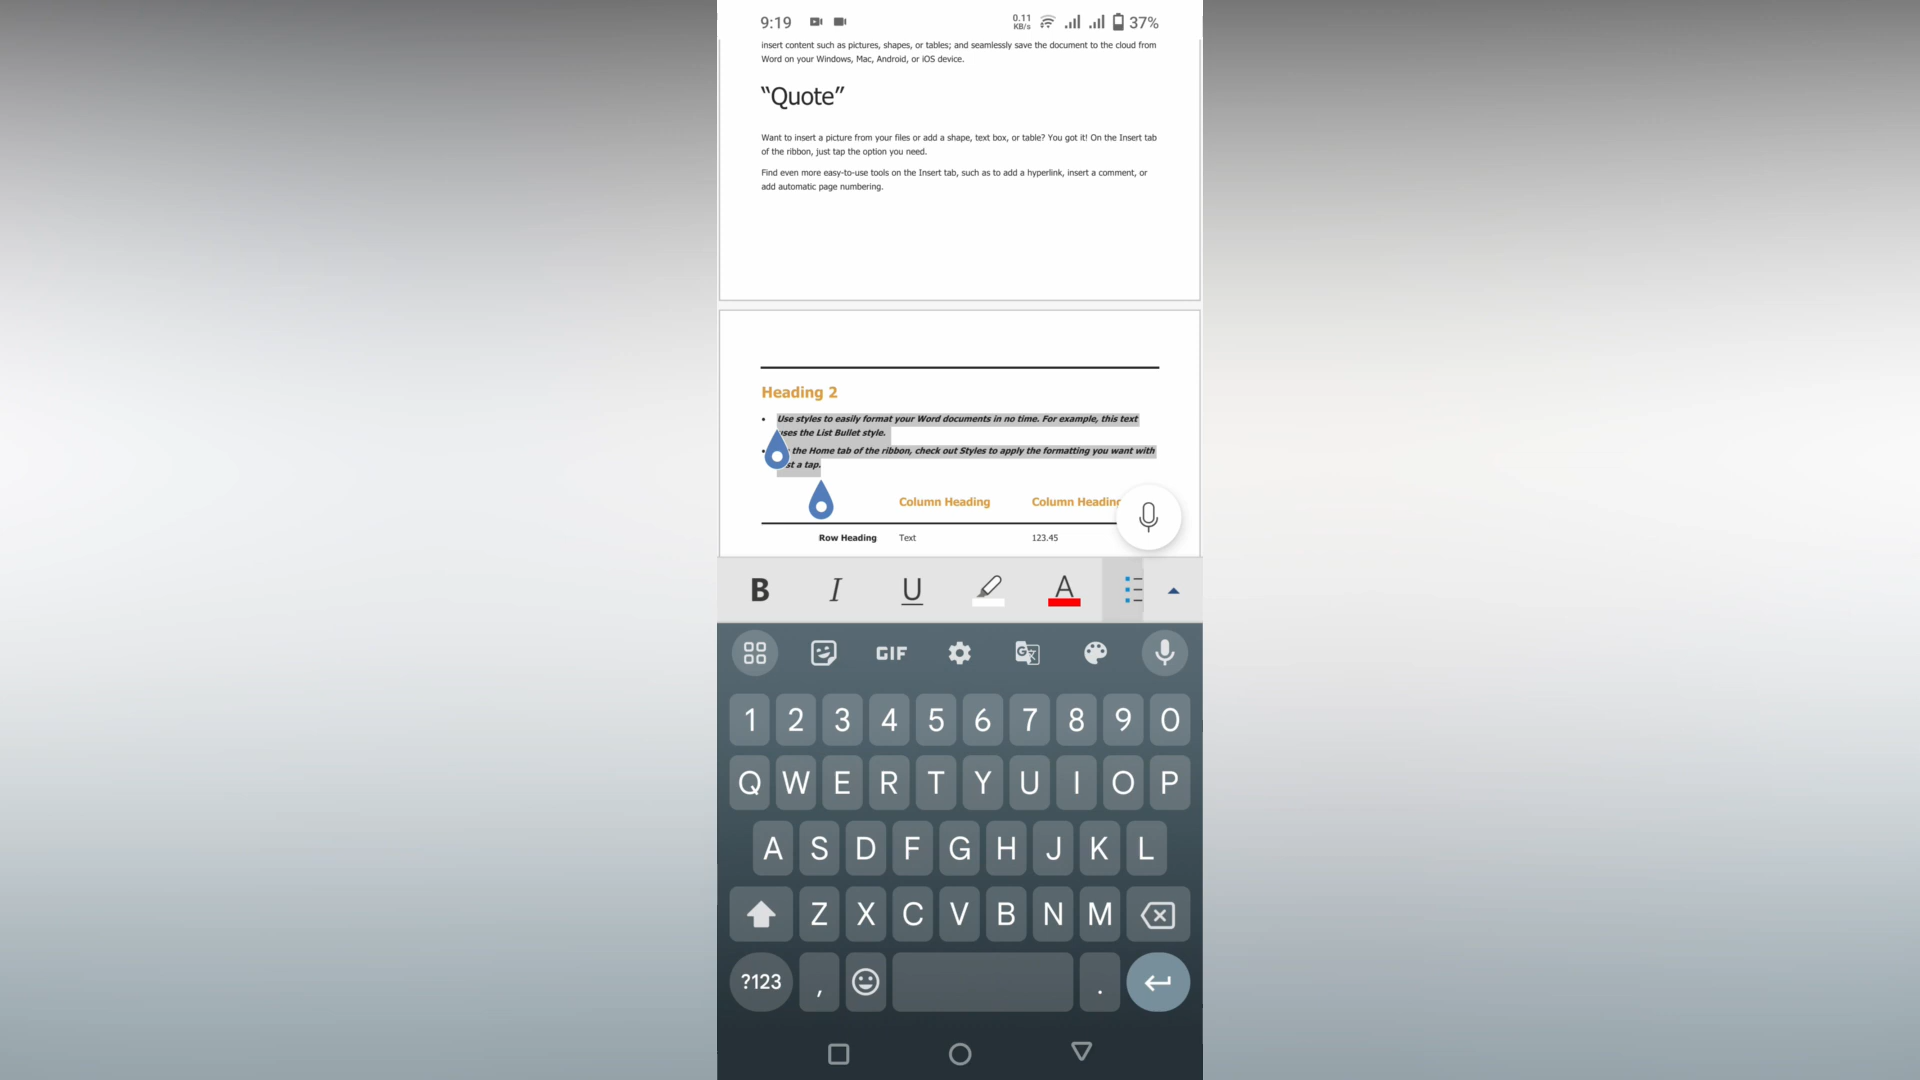 9:19 0.11 KB/s 37%
insert content such as pictures, shapes, or tables; and seamlessly save the document to the cloud from
Word on your Windows, Mac, Android, or iOS device.
“Quote”
Want to insert a picture from your files or add a shape, text box, or table? You got it! On the Insert tab
of the ribbon, just tap the option you need.
Find even more easy-to-use tools on the Insert tab, such as to add a hyperlink, insert a comment, or
add automatic page numbering.
Heading 2
• Use styles to easily format your Word documents in no time. For example, this text
uses the List Bullet style.
• the Home tab of the ribbon, check out Styles to apply the formatting you want with
a tap.
Column Heading Column Heading
Row Heading Text 123.45
B I U A
GIF
1 2 3 4 5 6 7 8 9 0
Q W E R T Y U I O P
A S D F G H J K L
Z X C V B N M
?123 , .